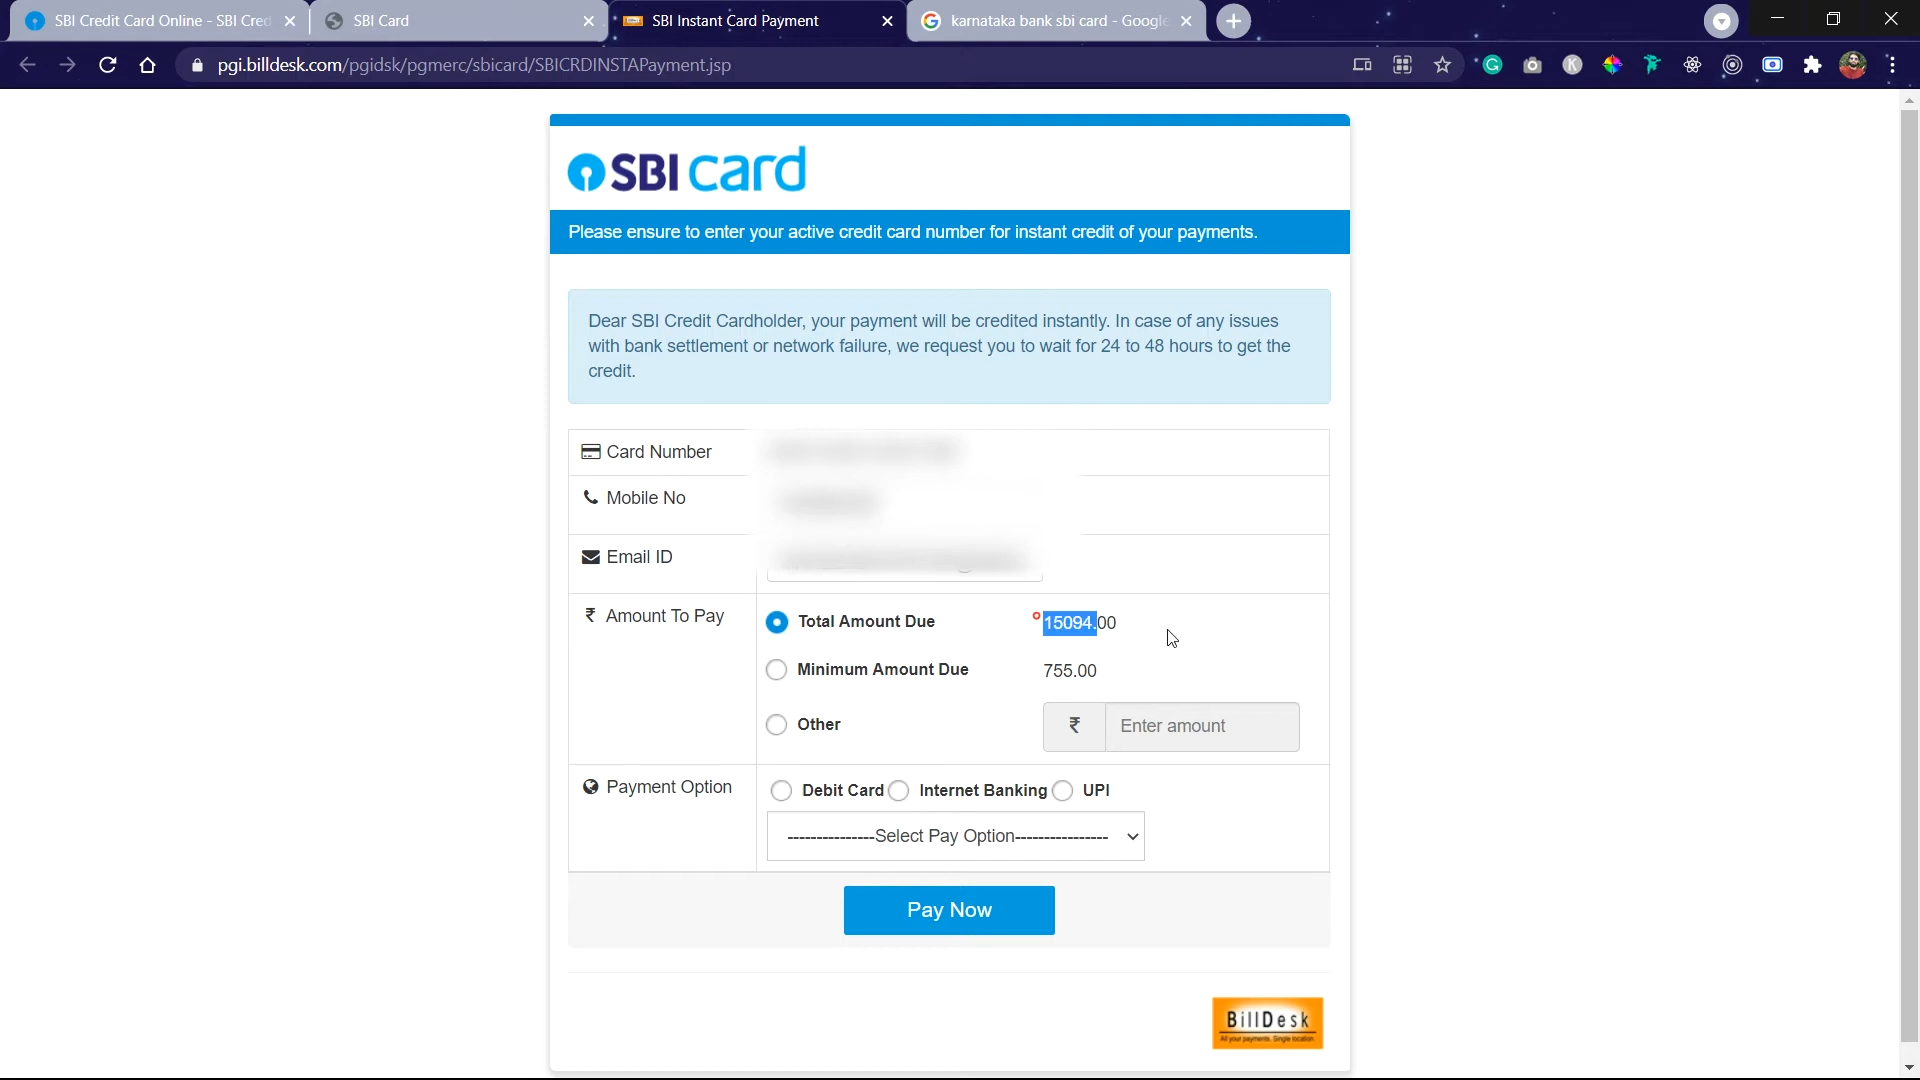 SBI Credit Card Online - SBI Cred
SBI Card
SBI Instant Card Payment
karnataka bank sbi card - Google
pgi.billdesk.com/pgidsk/pgmerc/sbicard/SBICRDINSTAPayment.jsp
SBI card
Please ensure to enter your active credit card number for instant credit of your payments.
Dear SBI Credit Cardholder, your payment will be credited instantly. In case of any issues
with bank settlement or network failure, we request you to wait for 24 to 48 hours to get the
credit.
Card Number
Mobile No
Email ID
₹ Amount To Pay
Total Amount Due 15094.00
Minimum Amount Due 755.00
Other ₹ Enter amount
Payment Option
Debit Card Internet Banking UPI
---------------Select Pay Option----------------
Pay Now
BillDesk
All your payments. Single location.